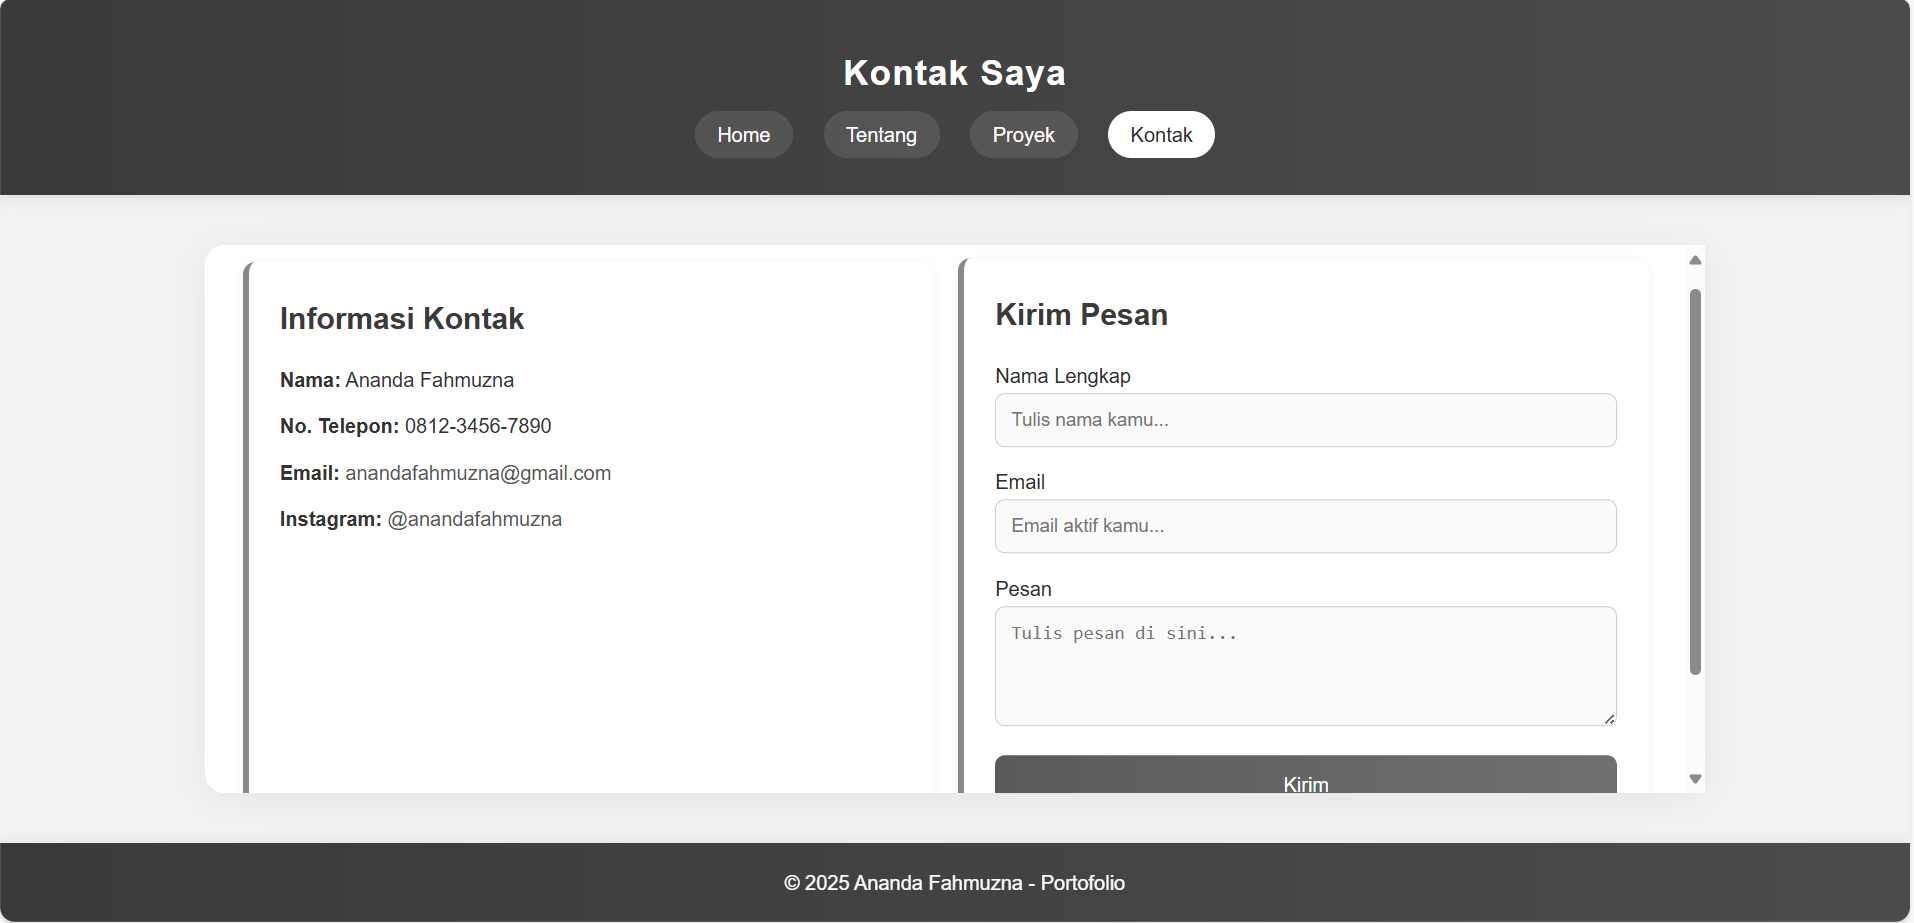 Kontak Saya
Home Tentang Proyek Kontak
Informasi Kontak
Nama: Ananda Fahmuzna
No. Telepon: 0812-3456-7890
Email: anandafahmuzna@gmail.com
Instagram: @anandafahmuzna
Kirim Pesan
Nama Lengkap
Tulis nama kamu...
Email
Email aktif kamu...
Pesan
Tulis pesan di sini...
Kirim
© 2025 Ananda Fahmuzna - Portofolio